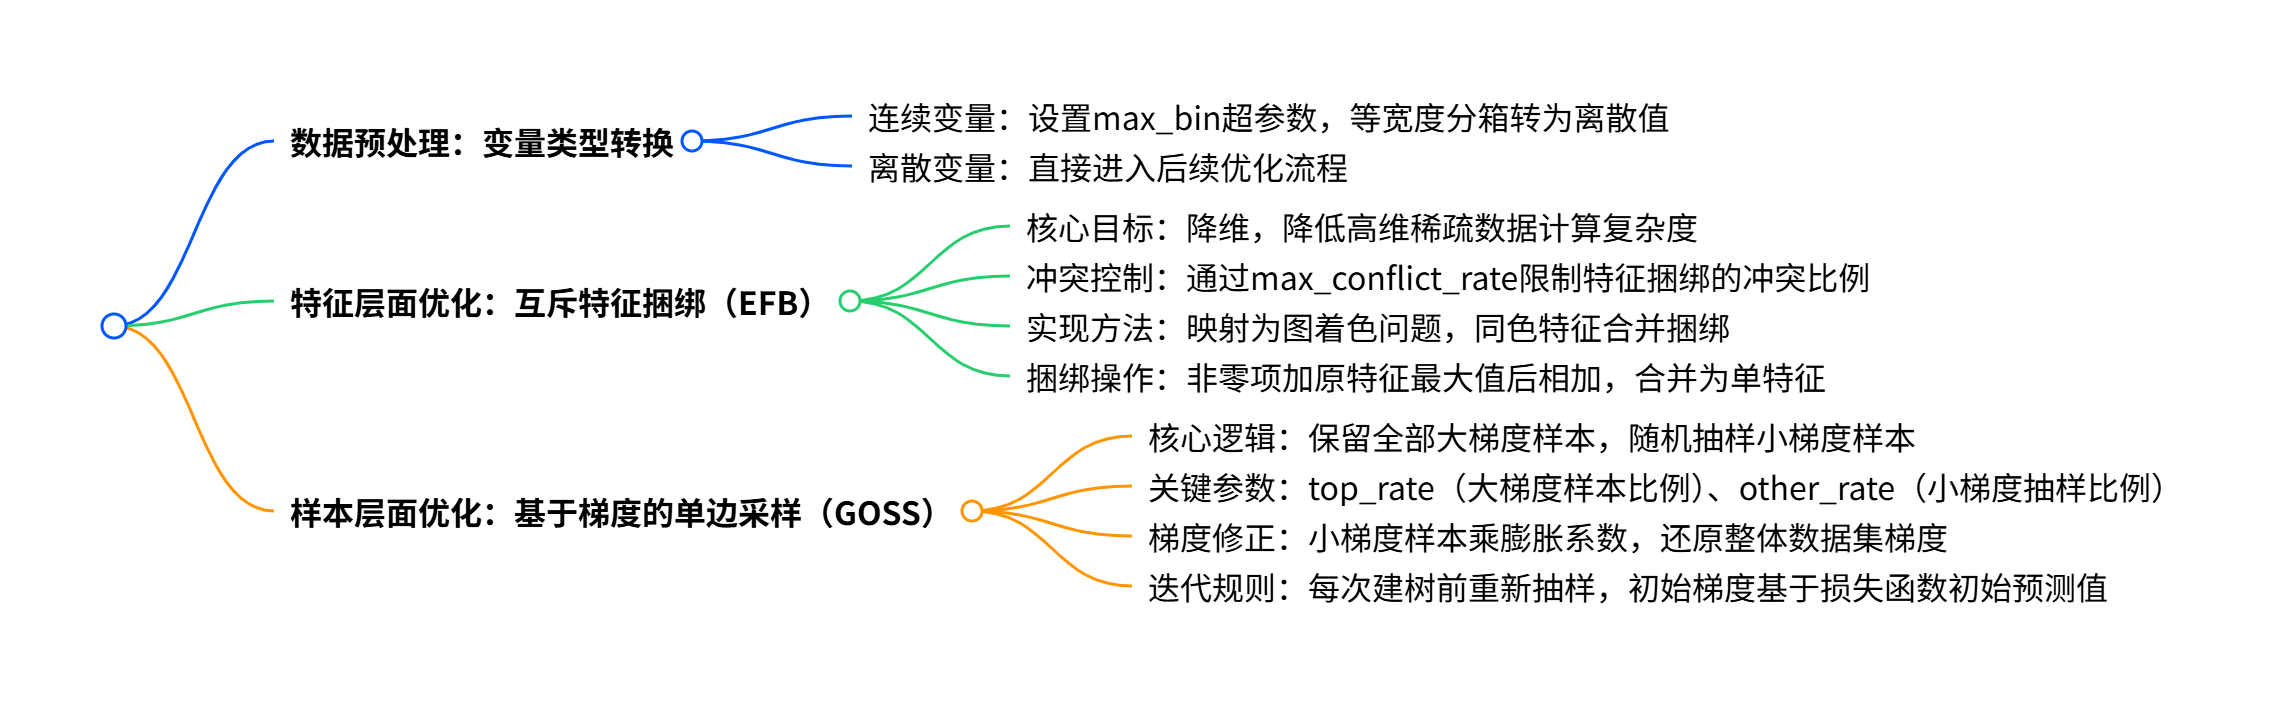 数据预处理：变量类型转换
连续变量：设置max_bin超参数，等宽度分箱转为离散值
离散变量：直接进入后续优化流程
特征层面优化：互斥特征捆绑（EFB）
核心目标：降维，降低高维稀疏数据计算复杂度
冲突控制：通过max_conflict_rate限制特征捆绑的冲突比例
实现方法：映射为图着色问题，同色特征合并捆绑
捆绑操作：非零项加原特征最大值后相加，合并为单特征
样本层面优化：基于梯度的单边采样（GOSS）
核心逻辑：保留全部大梯度样本，随机抽样小梯度样本
关键参数：top_rate（大梯度样本比例）、other_rate（小梯度抽样比例）
梯度修正：小梯度样本乘膨胀系数，还原整体数据集梯度
迭代规则：每次建树前重新抽样，初始梯度基于损失函数初始预测值